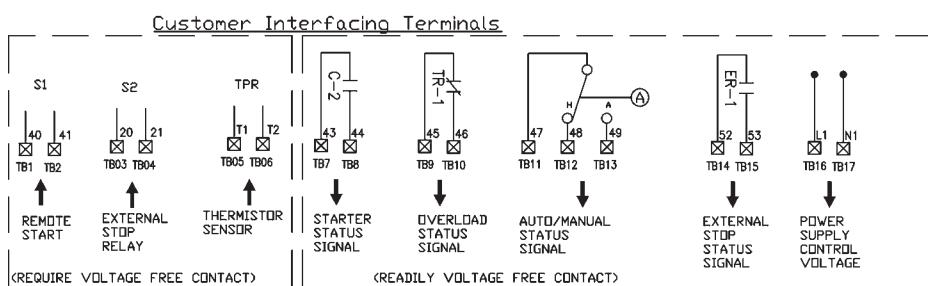 Customer Interfacing Terminals
S1 S2 TPR C-2 TR-1 H A A ER-1
40 41 20 21 T1 T2 43 44 45 46 47 48 49 52 53 L1 N1
TB1 TB2 TB03 TB04 TB05 TB06 TB7 TB8 TB9 TB10 TB11 TB12 TB13 TB14 TB15 TB16 TB17
REMOTE
START
EXTERNAL
STOP
RELAY
THERMISTOR
SENSOR
STARTER
STATUS
SIGNAL
OVERLOAD
STATUS
SIGNAL
AUTO/MANUAL
STATUS
SIGNAL
EXTERNAL
STOP
STATUS
SIGNAL
POWER
SUPPLY
CONTROL
VOLTAGE
(REQUIRE VOLTAGE FREE CONTACT)
(READILY VOLTAGE FREE CONTACT)